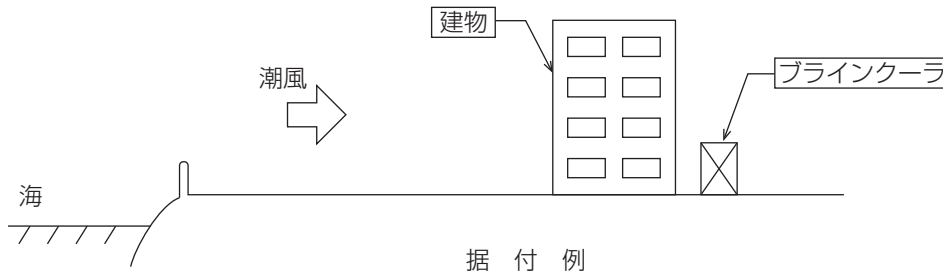 建物
ブラインクーラ
潮風
海
据 付 例